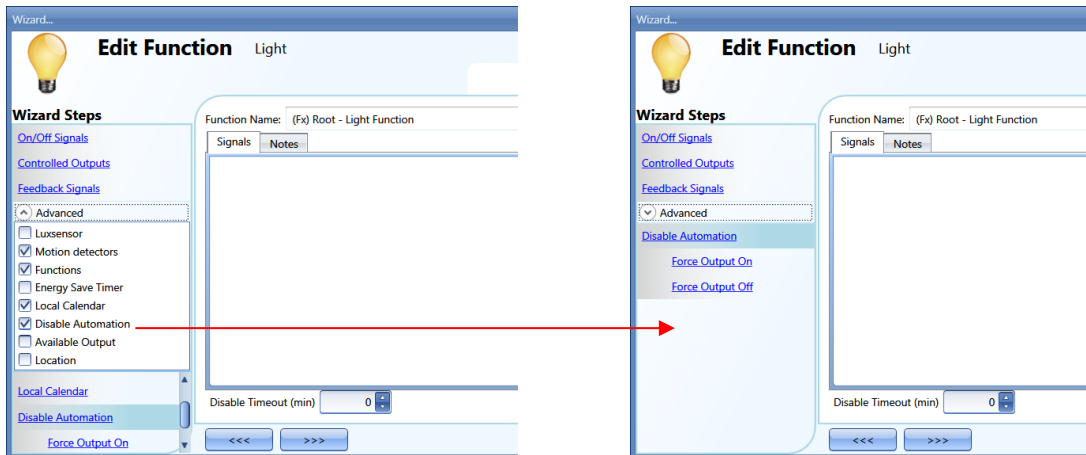 Wizard...
Edit Function Light
Wizard Steps
On/Off Signals
Controlled Outputs
Feedback Signals
Advanced
Luxsensor
Motion detectors
Functions
Energy Save Timer
Local Calendar
Disable Automation
Available Output
Location
Local Calendar
Disable Automation
Force Output On
Function Name: (Fx) Root - Light Function
Signals Notes
Disable Timeout (min) 0
<<< >>>
Wizard...
Edit Function Light
Wizard Steps
On/Off Signals
Controlled Outputs
Feedback Signals
Advanced
Disable Automation
Force Output On
Force Output Off
Function Name: (Fx) Root - Light Function
Signals Notes
Disable Timeout (min) 0
<<< >>>